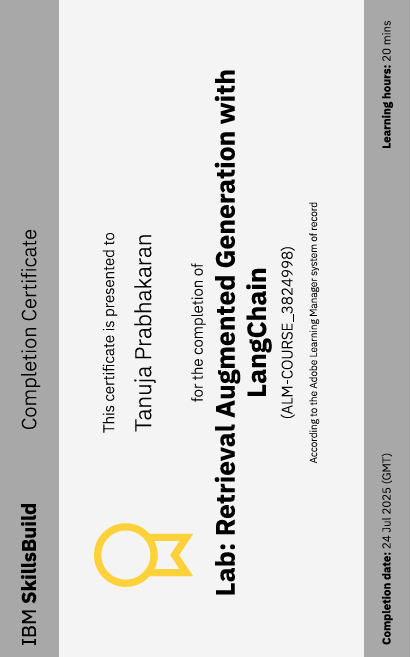 IBM SkillsBuild
Completion Certificate
This certificate is presented to
Tanuja Prabhakaran
for the completion of
Lab: Retrieval Augmented Generation with
LangChain
(ALM-COURSE_3824998)
According to the Adobe Learning Manager system of record
Completion date: 24 Jul 2025 (GMT)
Learning hours: 20 mins